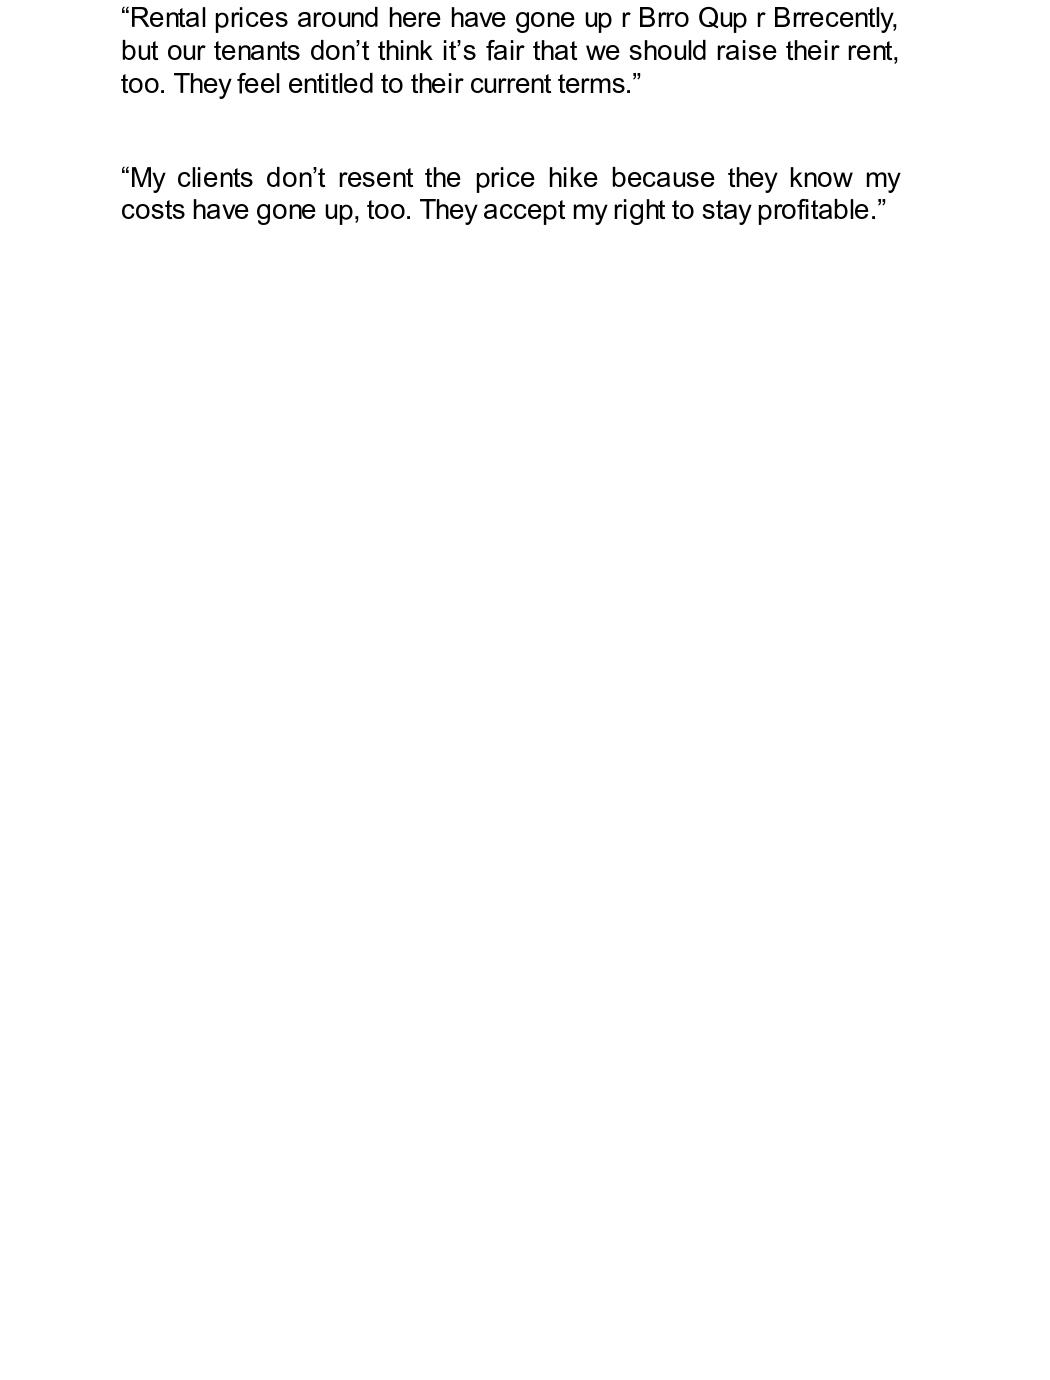 “Rental prices around here have gone up r Brro Qup r Brrecently,
but our tenants don’t think it’s fair that we should raise their rent,
too. They feel entitled to their current terms.”
“My clients don’t resent the price hike because they know my
costs have gone up, too. They accept my right to stay profitable.”